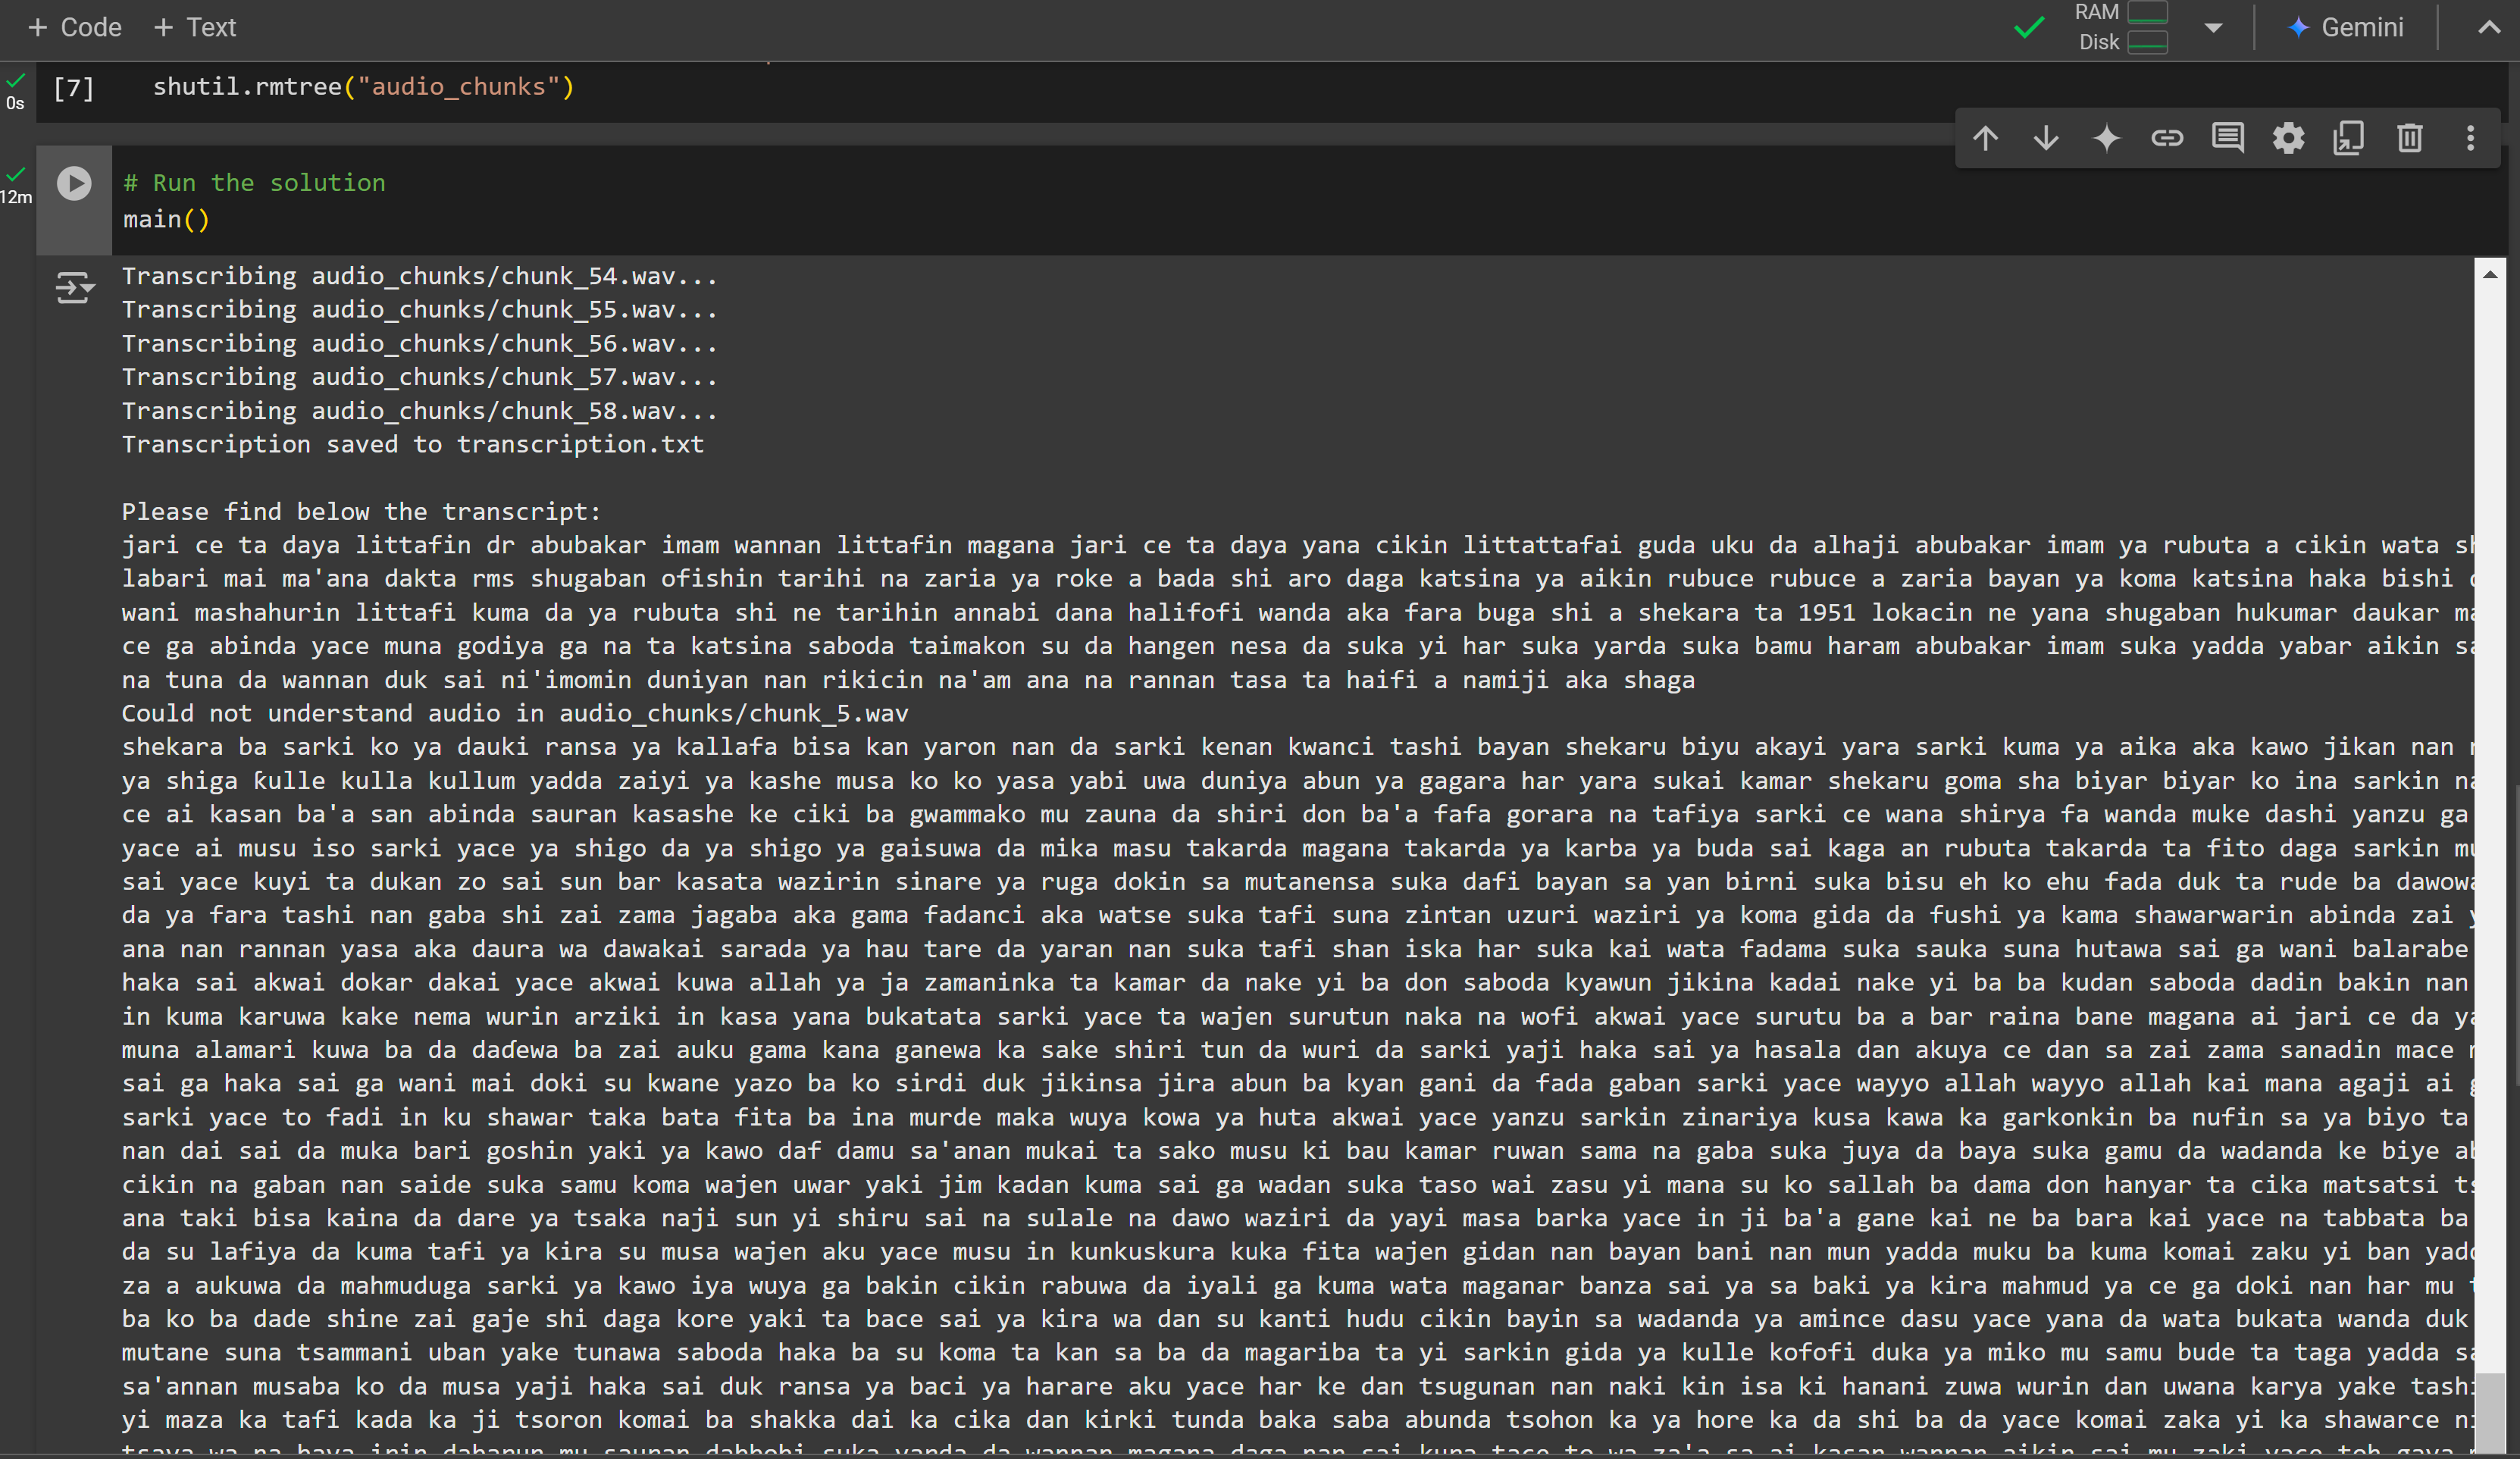 + Code + Text
RAM
Disk
Gemini
0s
[7] shutil.rmtree("audio_chunks")
12m
# Run the solution
main()
Transcribing audio_chunks/chunk_54.wav...
Transcribing audio_chunks/chunk_55.wav...
Transcribing audio_chunks/chunk_56.wav...
Transcribing audio_chunks/chunk_57.wav...
Transcribing audio_chunks/chunk_58.wav...
Transcription saved to transcription.txt
Please find below the transcript:
jari ce ta daya littafin dr abubakar imam wannan littafin magana jari ce ta daya yana cikin littattafai guda uku da alhaji abubakar imam ya rubuta a cikin wata
labari mai ma'ana dakta rms shugaban ofishin tarihi na zaria ya roke a bada shi aro daga katsina ya aikin rubuce rubuce a zaria bayan ya koma katsina haka bishi
wani mashahurin littafi kuma da ya rubuta shi ne tarihin annabi dana halifofi wanda aka fara buga shi a shekara ta 1951 lokacin ne yana shugaban hukumar daukar
ce ga abinda yace muna godiya ga na ta katsina saboda taimakon su da hangen nesa da suka yi har suka yarda suka bamu haram abubakar imam suka yadda yabar aikin
na tuna da wannan duk sai ni'imomin duniyan nan rikicin na'am ana na rannan tasa ta haifi a namiji aka shaga
Could not understand audio in audio_chunks/chunk_5.wav
shekara ba sarki ko ya dauki ransa ya kallafa bisa kan yaron nan da sarki kenan kwanci tashi bayan shekaru biyu akayi yara sarki kuma ya aika aka kawo jikan nan
ya shiga ƙulle kulla kullum yadda zaiyi ya kashe musa ko ko yasa yabi uwa duniya abun ya gagara har yara sukai kamar shekaru goma sha biyar biyar ko ina sarkin
ce ai kasan ba'a san abinda sauran kasashe ke ciki ba gwammako mu zauna da shiri don ba'a fafa gorara na tafiya sarki ce wana shirya fa wanda muke dashi yanzu ga
yace ai musu iso sarki yace ya shigo da ya shigo ya gaisuwa da mika masu takarda magana takarda ya karba ya buda sai kaga an rubuta takarda ta fito daga sarkin
sai yace kuyi ta dukan zo sai sun bar kasata wazirin sinare ya ruga dokin sa mutanensa suka dafi bayan sa yan birni suka bisu eh ko ehu fada duk ta rude ba
da ya fara tashi nan gaba shi zai zama jagaba aka gama fadanci aka watse suka tafi suna zintan uzuri waziri ya koma gida da fushi ya kama shawarwarin abinda zai
ana nan rannan yasa aka daura wa dawakai sarada ya hau tare da yaran nan suka tafi shan iska har suka kai wata fadama suka sauka suna hutawa sai ga wani balarabe
haka sai akwai dokar dakai yace akwai kuwa allah ya ja zamaninka ta kamar da nake yi ba don saboda kyawun jikina kadai nake yi ba ba kudan saboda dadin bakin nan
in kuma karuwa kake nema wurin arziki in kasa yana bukatata sarki yace ta wajen surutun naka na wofi akwai yace surutu ba a bar raina bane magana ai jari ce da
muna alamari kuwa ba da daɗewa ba zai auku gama kana ganewa ka sake shiri tun da wuri da sarki yaji haka sai ya hasala dan akuya ce dan sa zai zama sanadin mace
sai ga haka sai ga wani mai doki su kwane yazo ba ko sirdi duk jikinsa jira abun ba kyan gani da fada gaban sarki yace wayyo allah wayyo allah kai mana agaji ai
sarki yace to fadi in ku shawar taka bata fita ba ina murde maka wuya kowa ya huta akwai yace yanzu sarkin zinariya kusa kawa ka garkonkin ba nufin sa ya biyo ta
nan dai sai da muka bari goshin yaki ya kawo daf damu sa'anan mukai ta sako musu ki bau kamar ruwan sama na gaba suka juya da baya suka gamu da wadanda ke biye
cikin na gaban nan saide suka samu koma wajen uwar yaki jim kadan kuma sai ga wadan suka taso wai zasu yi mana su ko sallah ba dama don hanyar ta cika matsatsi
ana taki bisa kaina da dare ya tsaka naji sun yi shiru sai na sulale na dawo waziri da yayi masa barka yace in ji ba'a gane kai ne ba bara kai yace na tabbata ba
da su lafiya da kuma tafi ya kira su musa wajen aku yace musu in kunkuskura kuka fita wajen gidan nan bayan bani nan mun yadda muku ba kuma komai zaku yi ban
za a aukuwa da mahmuduga sarki ya kawo iya wuya ga bakin cikin rabuwa da iyali ga kuma wata maganar banza sai ya sa baki ya kira mahmud ya ce ga doki nan har mu
ba ko ba dade shine zai gaje shi daga kore yaki ta bace sai ya kira wa dan su kanti hudu cikin bayin sa wadanda ya amince dasu yace yana da wata bukata wanda duk
mutane suna tsammani uban yake tunawa saboda haka ba su koma ta kan sa ba da magariba ta yi sarkin gida ya kulle kofofi duka ya miko mu samu bude ta taga yadda
sa'annan musaba ko da musa yaji haka sai duk ransa ya baci ya harare aku yace har ke dan tsugunan nan naki kin isa ki hanani zuwa wurin dan uwana karya yake
yi maza ka tafi kada ka ji tsoron komai ba shakka dai ka cika dan kirki tunda baka saba abunda tsohon ka ya hore ka da shi ba da yace komai zaka yi ka shawarce